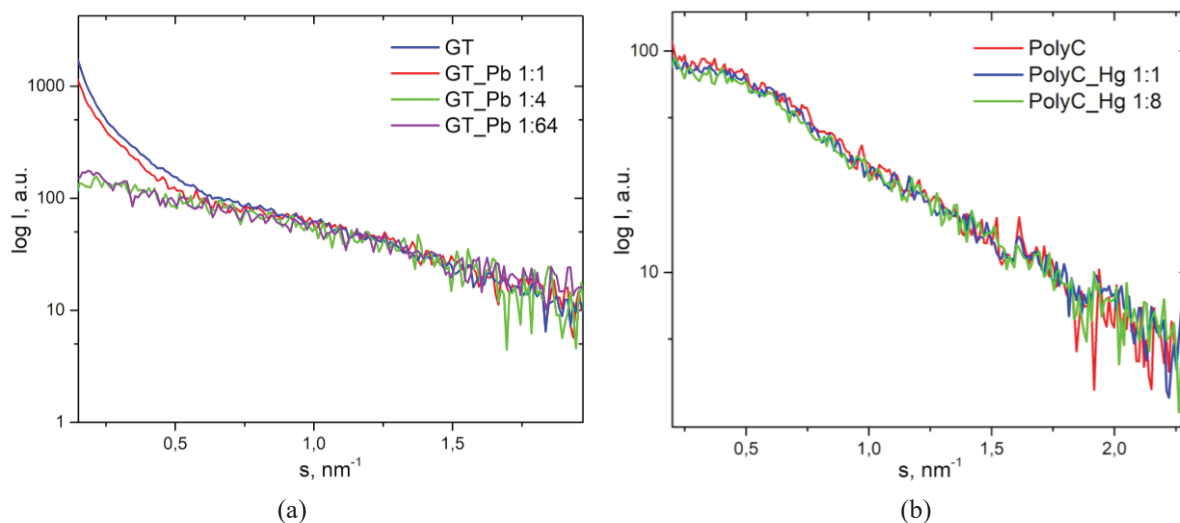 GT
GT_Pb 1:1
GT_Pb 1:4
GT_Pb 1:64
1000
100
10
1
log I, a.u.
0,5
1,0
1,5
s, nm-1
(a)
PolyC
PolyC_Hg 1:1
PolyC_Hg 1:8
100
10
log I, a.u.
0,5
1,0
1,5
2,0
s, nm-1
(b)